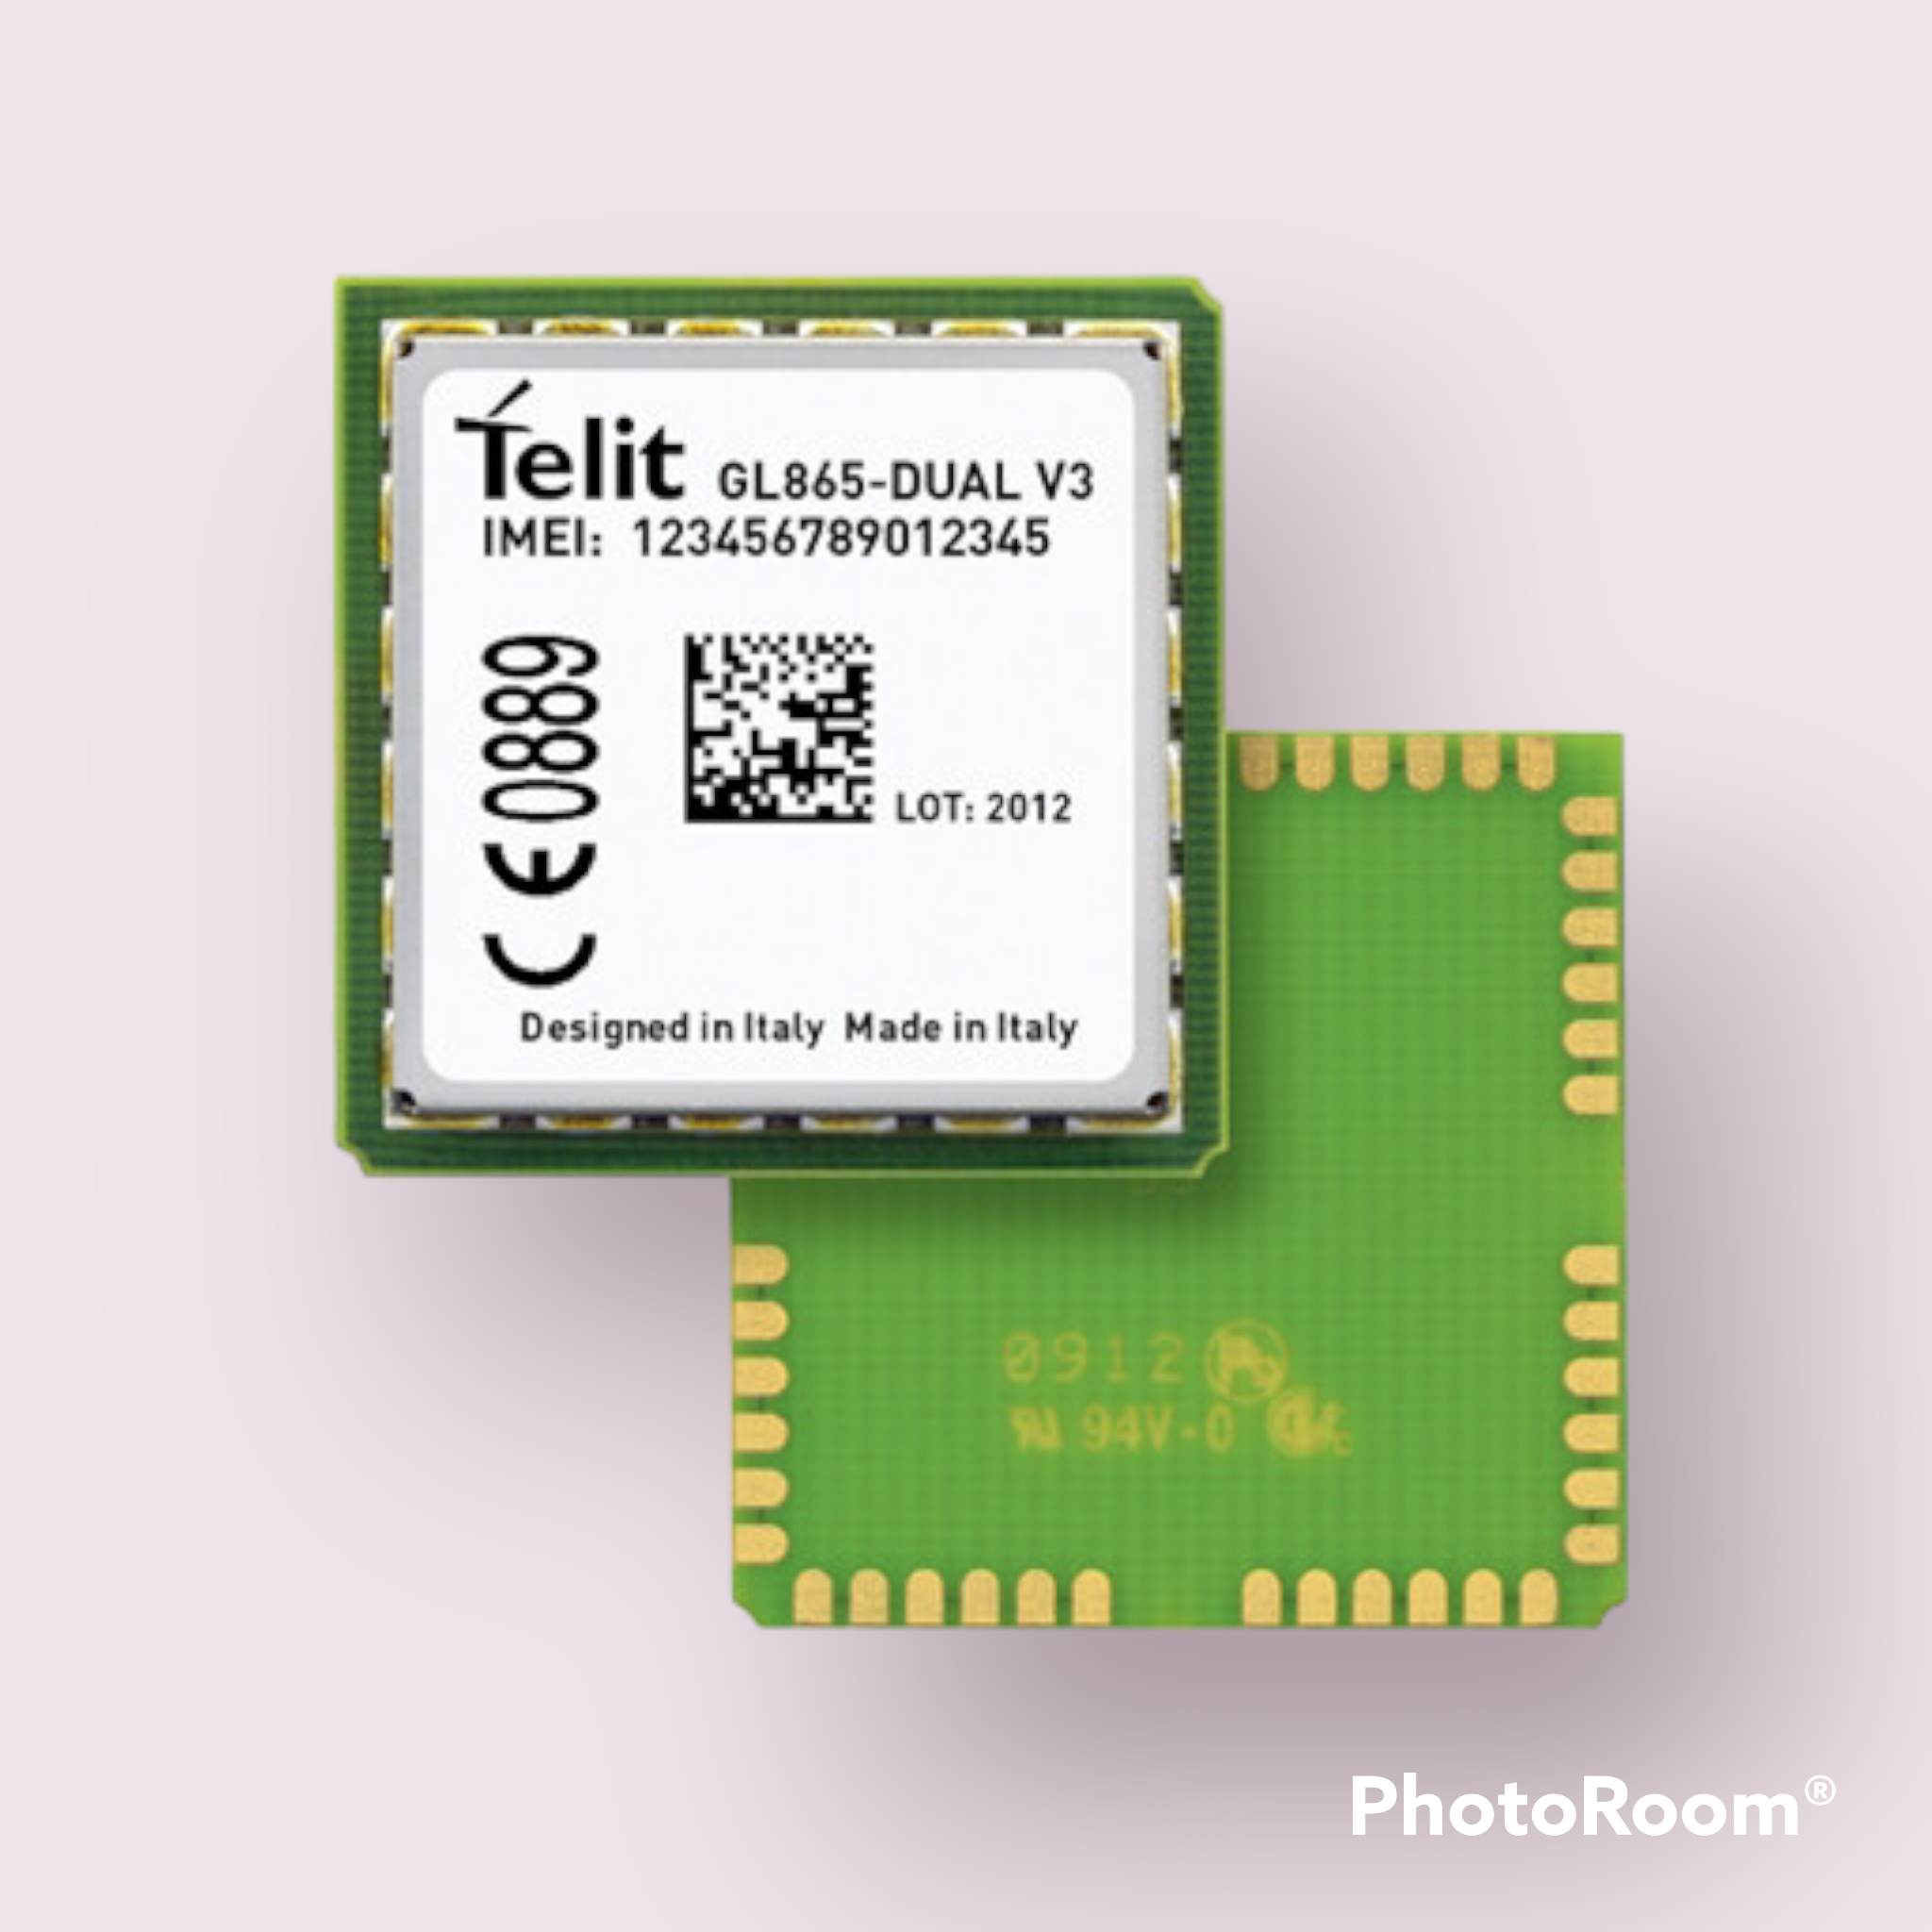 Telit GL865-DUAL V3
IMEI: 123456789012345
CE0889
LOT: 2012
Designed in Italy Made in Italy
0912
94V-0
PhotoRoom®